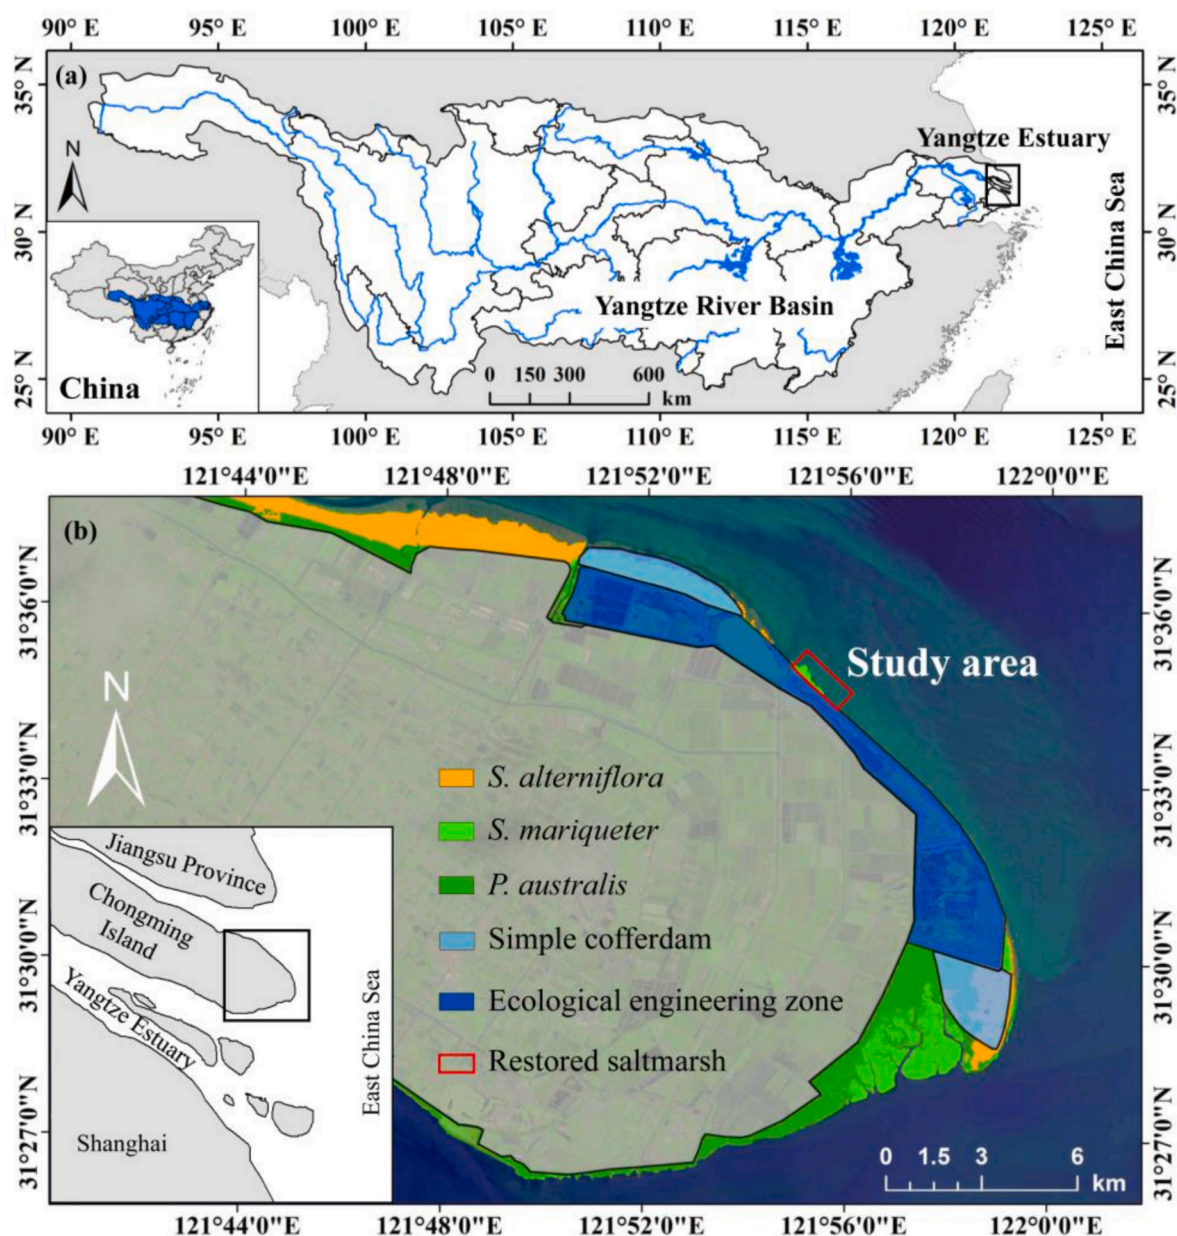 90° E 95° E 100° E 105° E 110° E 115° E 120° E 125° E
(a)
35° N
35° N
N
Yangtze Estuary
30° N
30° N
East China Sea
Yangtze River Basin
25° N
25° N
China
0 150 300 600
km
90° E 95° E 100° E 105° E 110° E 115° E 120° E 125° E
121°44'0"E 121°48'0"E 121°52'0"E 121°56'0"E 122°0'0"E
(b)
31°36'0"N
31°36'0"N
Study area
N
S. alterniflora
31°33'0"N
31°33'0"N
S. mariqueter
P. australis
Simple cofferdam
Ecological engineering zone
Restored saltmarsh
Jiangsu Province
Chongming
Island
31°30'0"N
31°30'0"N
Yangtze Estuary
East China Sea
Shanghai
31°27'0"N
31°27'0"N
0 1.5 3 6
km
121°44'0"E 121°48'0"E 121°52'0"E 121°56'0"E 122°0'0"E